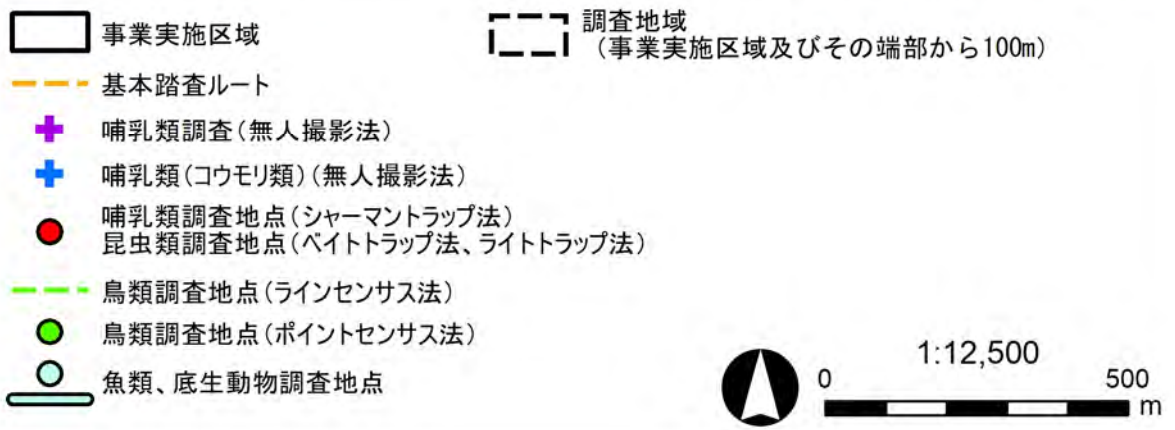 事業実施区域
調査地域
（事業実施区域及びその端部から100m）
基本踏査ルート
哺乳類調査（無人撮影法）
哺乳類（コウモリ類）（無人撮影法）
哺乳類調査地点（シャーマントラップ法）
昆虫類調査地点（ベイトトラップ法、ライトトラップ法）
鳥類調査地点（ラインセンサス法）
鳥類調査地点（ポイントセンサス法）
魚類、底生動物調査地点
1:12,500
0 500
m